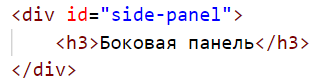 <div id="side-panel">
    <h3>Боковая панель</h3>
</div>